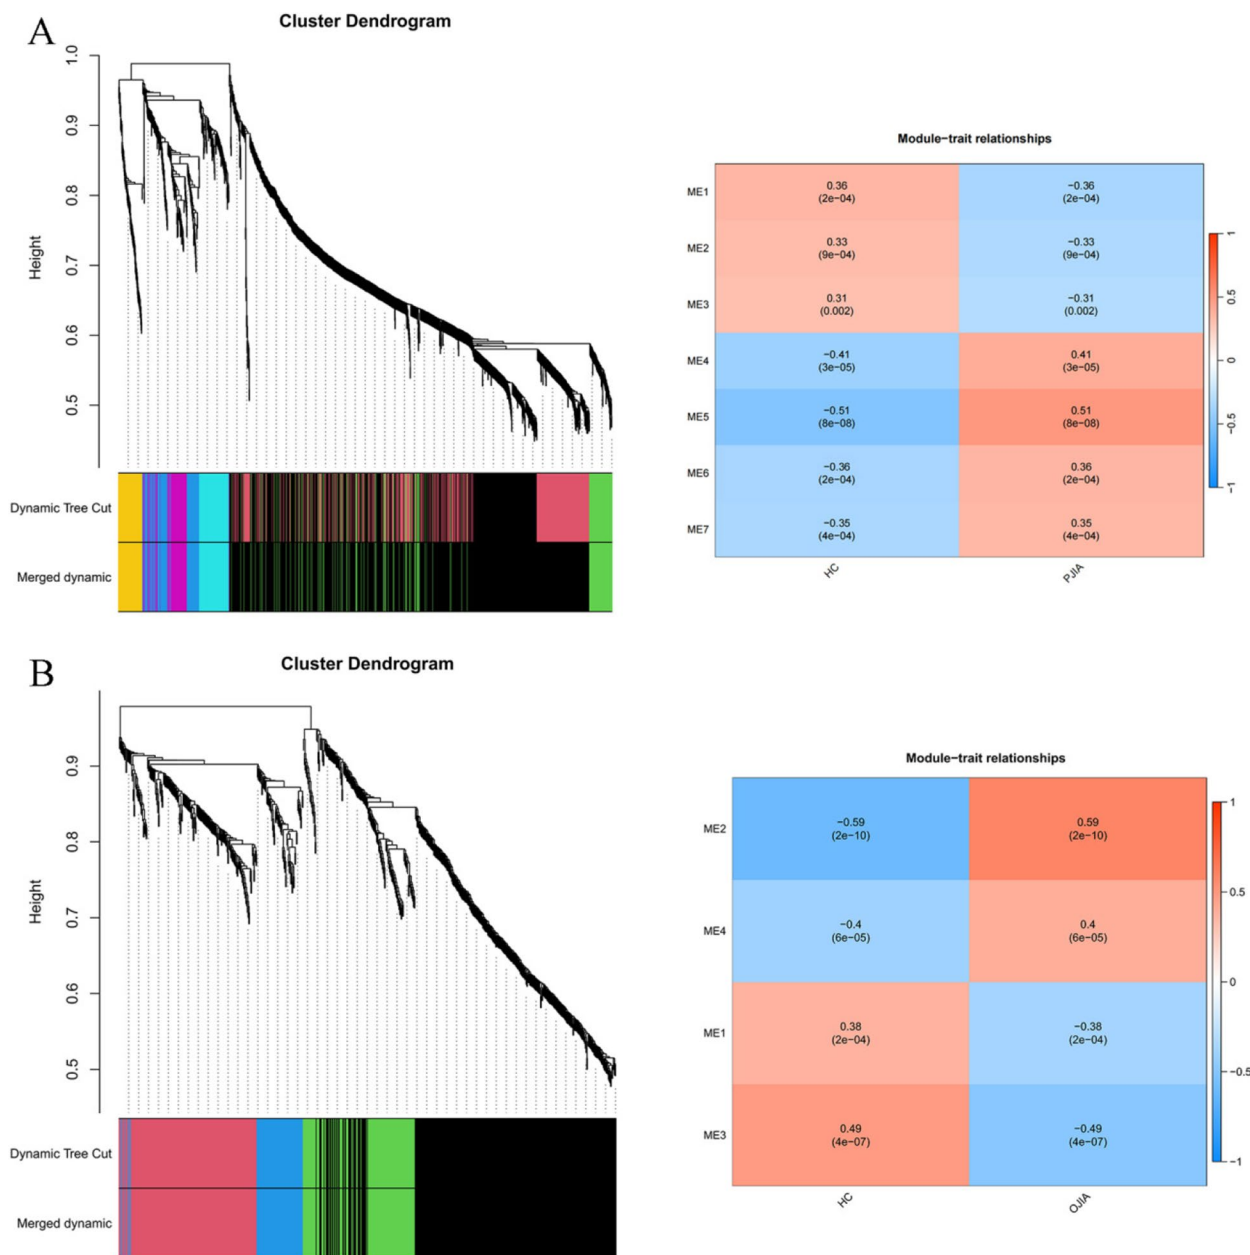 A
Cluster Dendrogram
Height
1.0
0.9
0.8
0.7
0.6
0.5
Dynamic Tree Cut
Merged dynamic
Module−trait relationships
ME1
0.36
(2e−04)
−0.36
(2e−04)
ME2
0.33
(9e−04)
−0.33
(9e−04)
ME3
0.31
(0.002)
−0.31
(0.002)
ME4
−0.41
(3e−05)
0.41
(3e−05)
ME5
−0.51
(8e−08)
0.51
(8e−08)
ME6
−0.36
(2e−04)
0.36
(2e−04)
ME7
−0.35
(4e−04)
0.35
(4e−04)
HC
PJIA
1
0.5
0
−0.5
−1
B
Cluster Dendrogram
Height
0.9
0.8
0.7
0.6
0.5
Dynamic Tree Cut
Merged dynamic
Module−trait relationships
ME2
−0.59
(2e−10)
0.59
(2e−10)
ME4
−0.4
(6e−05)
0.4
(6e−05)
ME1
0.38
(2e−04)
−0.38
(2e−04)
ME3
0.49
(4e−07)
−0.49
(4e−07)
HC
OJIA
1
0.5
0
−0.5
−1